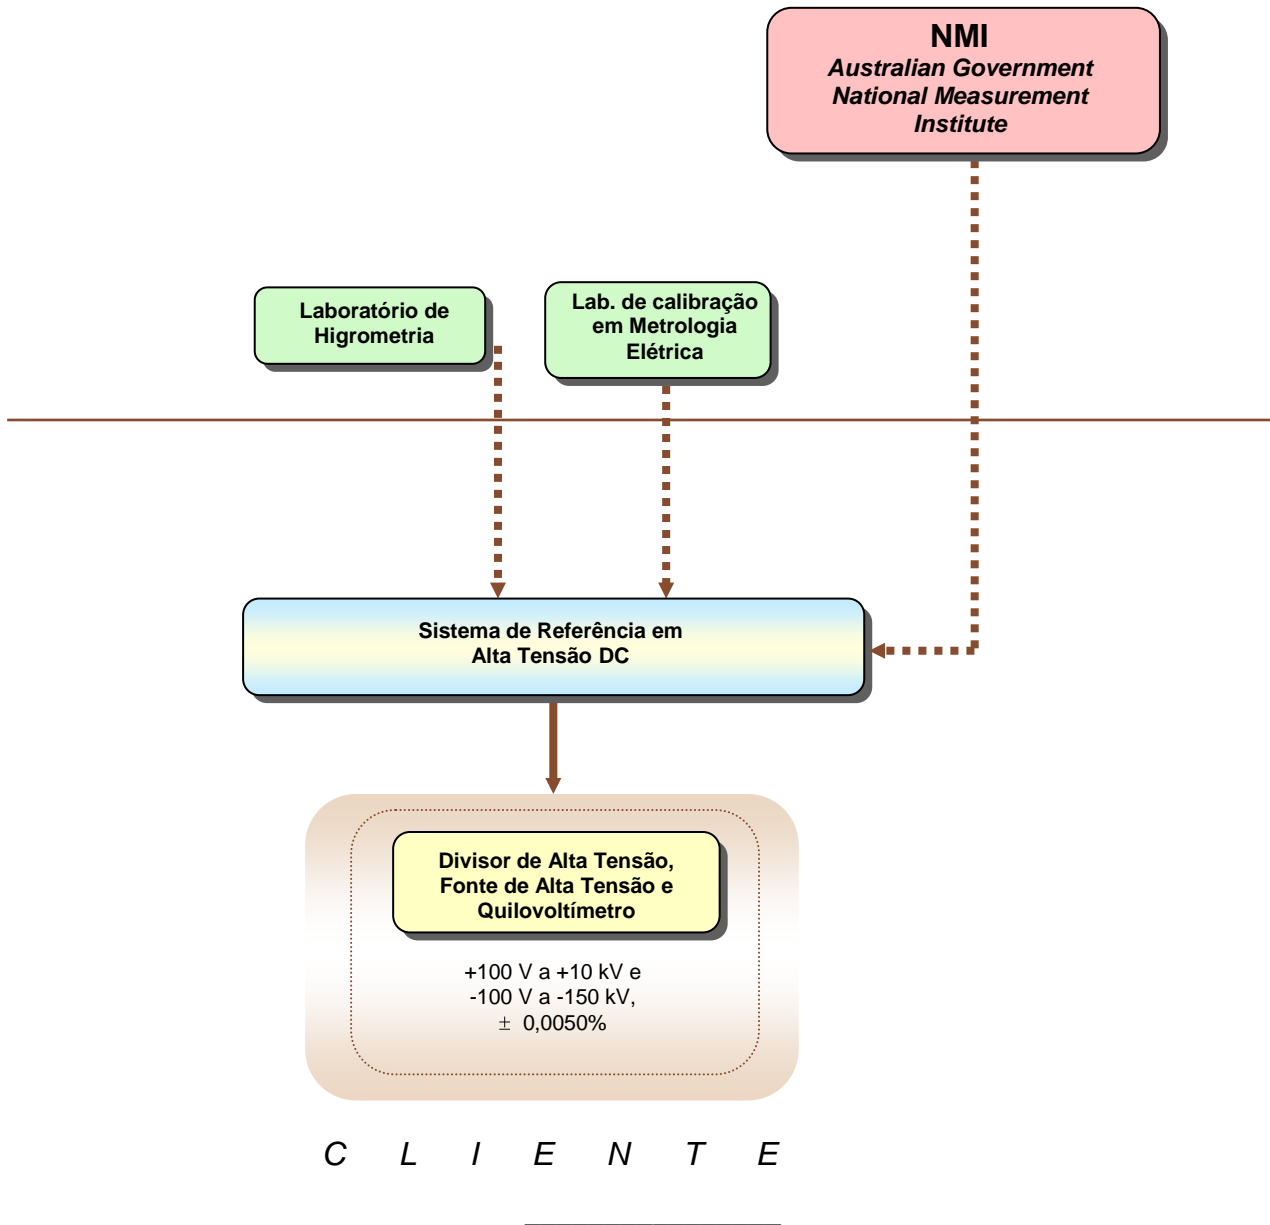 NMI
Australian Government
National Measurement
Institute
Laboratório de
Higrometria
Lab. de calibração
em Metrologia
Elétrica
Sistema de Referência em
Alta Tensão DC
Divisor de Alta Tensão,
Fonte de Alta Tensão e
Quilovoltímetro
+100 V a +10 kV e
-100 V a -150 kV,
± 0,0050%
C L I E N T E